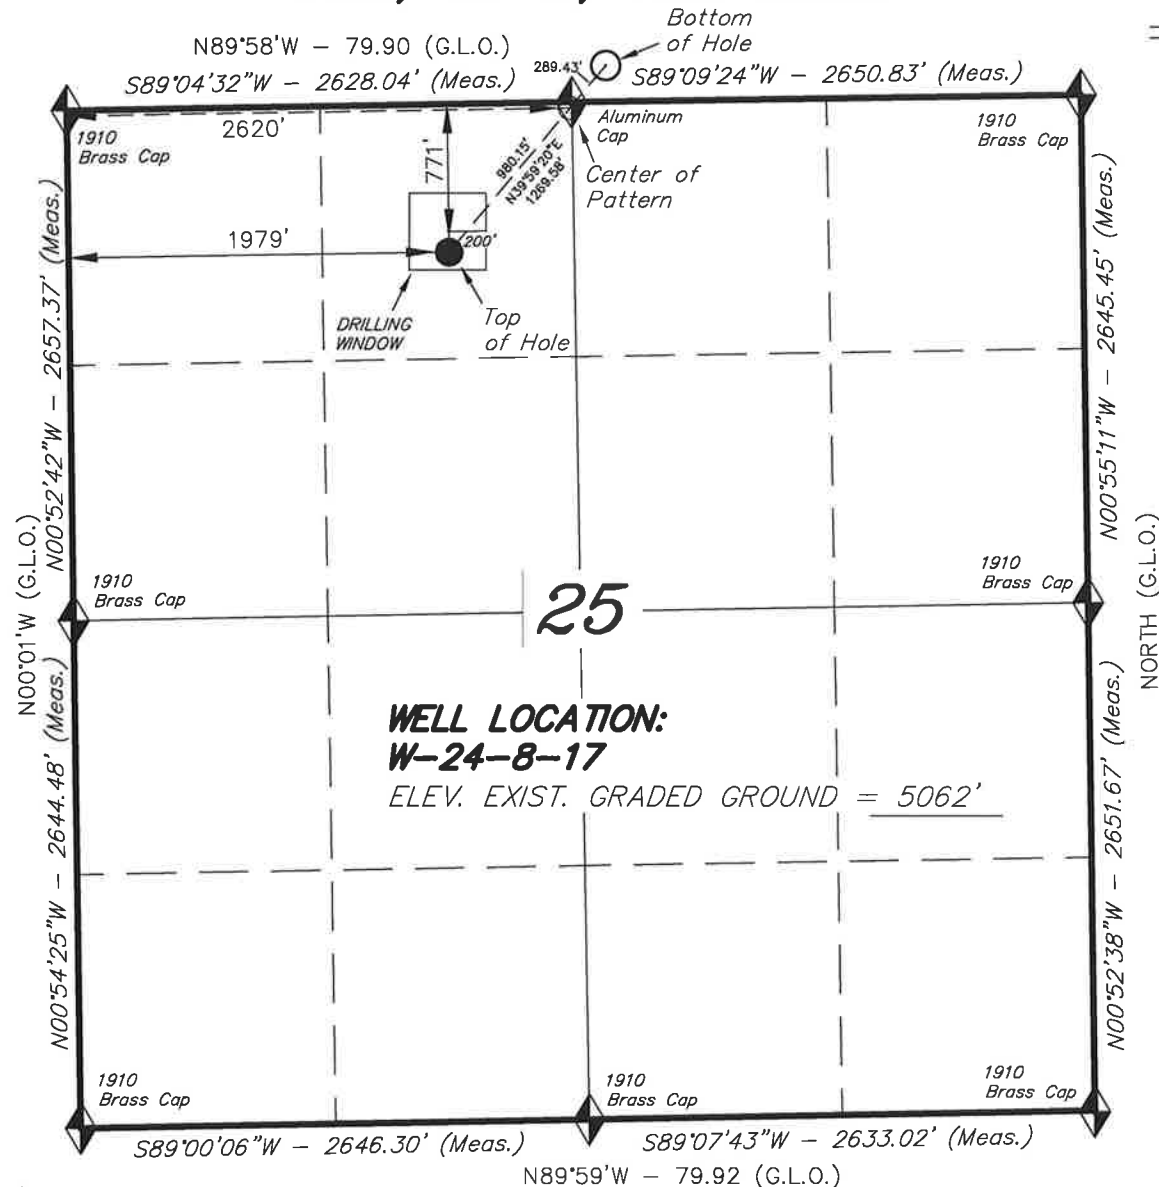 Bottom
of Hole
N89°58'W – 79.90 (G.L.O.)
S89°04'32"W – 2628.04' (Meas.)
289.43'
S89°09'24"W – 2650.83' (Meas.)
2620'
1910
Brass Cap
771'
980.15'
N39°59'20"E
1269.58'
Aluminum
Cap
Center of
Pattern
1910
Brass Cap
1979'
200'
DRILLING
WINDOW
Top
of Hole
N00°52'42"W – 2657.37' (Meas.)
N00°55'11"W – 2645.45' (Meas.)
N00°01'W (G.L.O.)
NORTH (G.L.O.)
1910
Brass Cap
25
1910
Brass Cap
WELL LOCATION:
W–24–8–17
ELEV. EXIST. GRADED GROUND = 5062'
N00°54'25"W – 2644.48' (Meas.)
N00°52'38"W – 2651.67' (Meas.)
1910
Brass Cap
1910
Brass Cap
1910
Brass Cap
S89°00'06"W – 2646.30' (Meas.)
S89°07'43"W – 2633.02' (Meas.)
N89°59'W – 79.92 (G.L.O.)